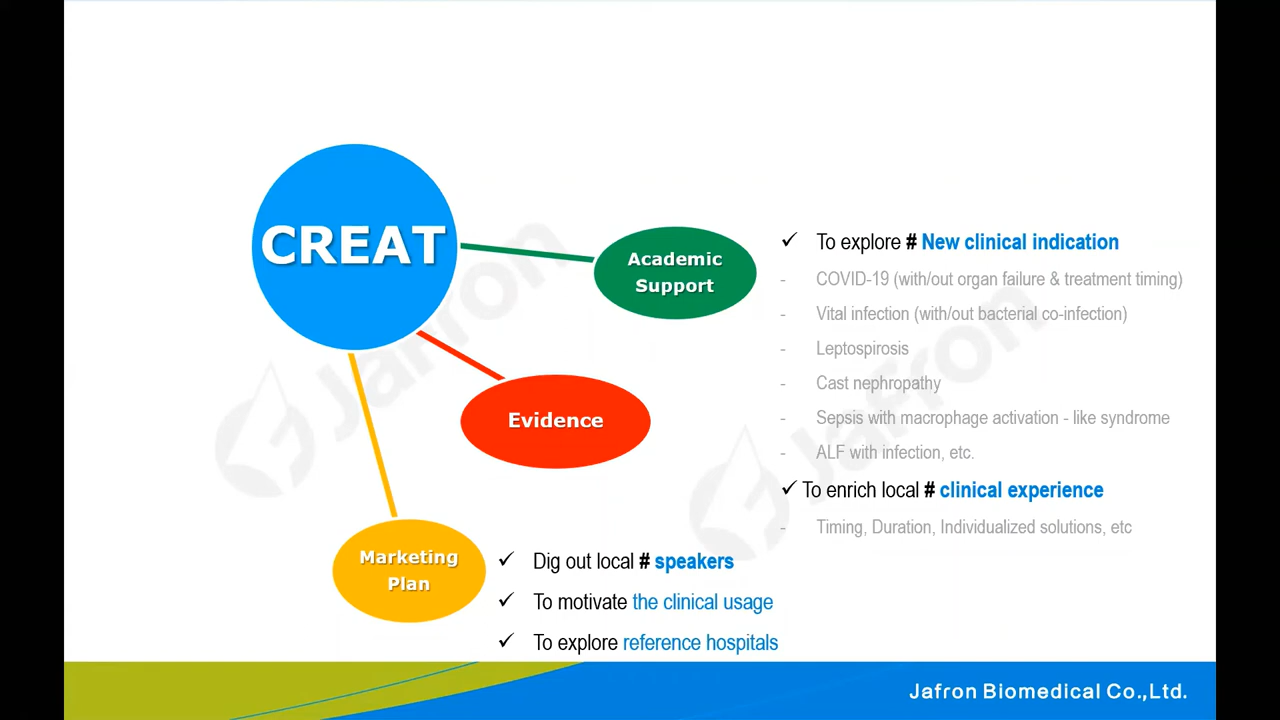 CREAT
Academic
Support
✓ To explore # New clinical indication
- COVID-19 (with/out organ failure & treatment timing)
- Vital infection (with/out bacterial co-infection)
- Leptospirosis
- Cast nephropathy
- Sepsis with macrophage activation - like syndrome
- ALF with infection, etc.
✓ To enrich local # clinical experience
- Timing, Duration, Individualized solutions, etc
Evidence
Marketing
Plan
✓ Dig out local # speakers
✓ To motivate the clinical usage
✓ To explore reference hospitals
Jafron
Jafron
Jafron Biomedical Co.,Ltd.